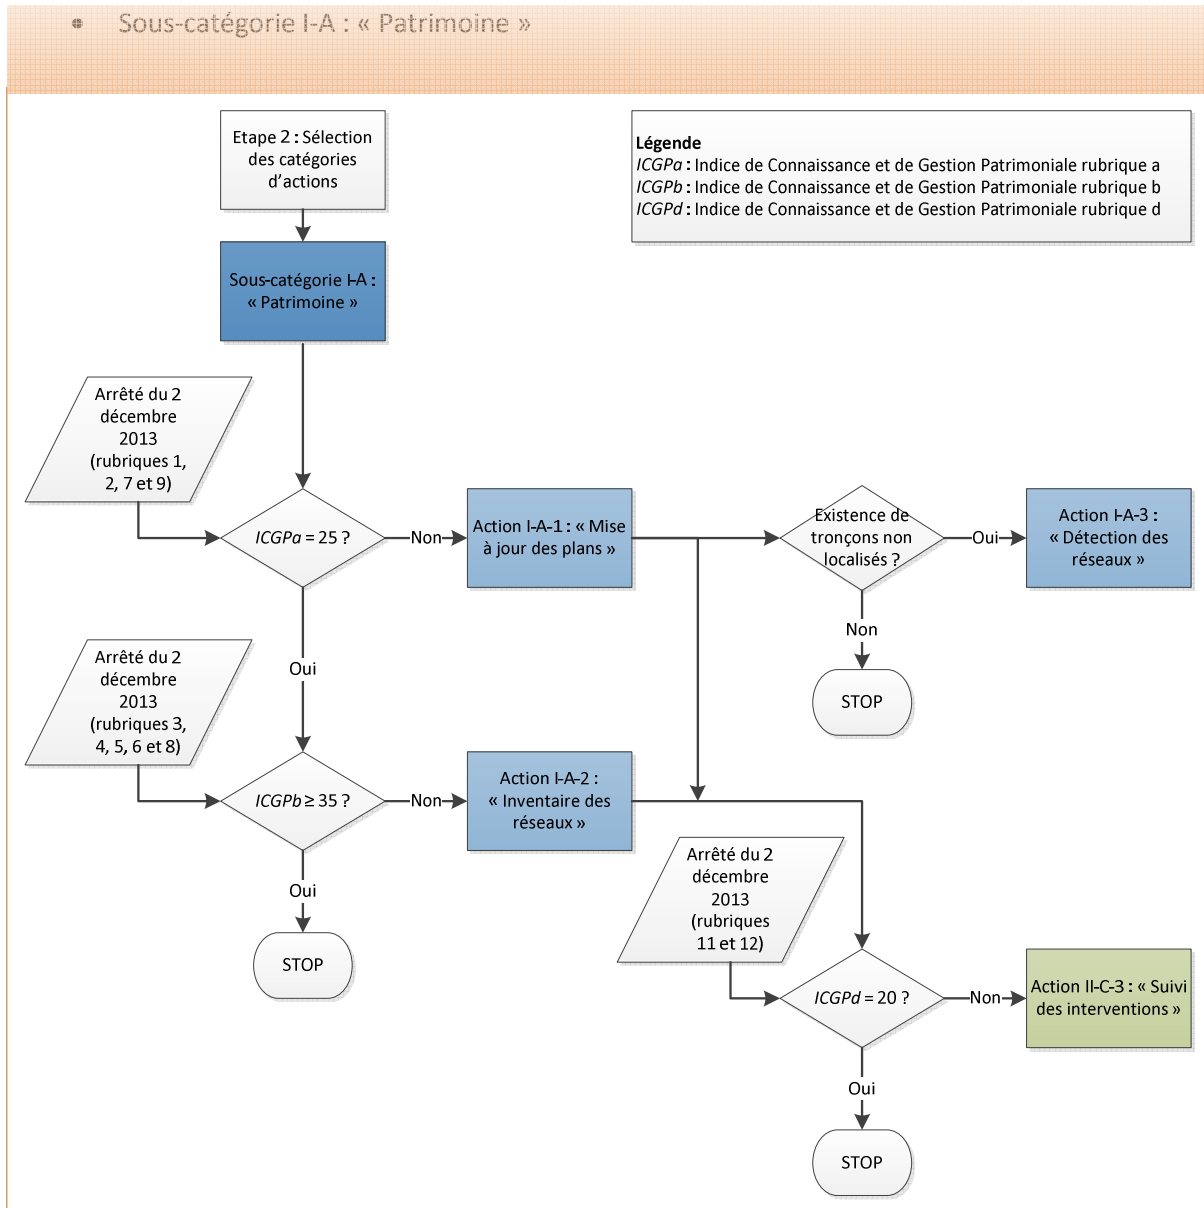 • Sous-catégorie I-A : « Patrimoine »
Etape 2 : Sélection
des catégories
d'actions
Légende
ICGPa : Indice de Connaissance et de Gestion Patrimoniale rubrique a
ICGPb : Indice de Connaissance et de Gestion Patrimoniale rubrique b
ICGPd : Indice de Connaissance et de Gestion Patrimoniale rubrique d
Sous-catégorie I-A :
« Patrimoine »
Arrêté du 2
décembre
2013
(rubriques 1,
2, 7 et 9)
ICGPa = 25 ?
Non
Action I-A-1 : « Mise
à jour des plans »
Existence de
tronçons non
localisés ?
Oui
Action I-A-3 :
« Détection des
réseaux »
Non
STOP
Oui
Arrêté du 2
décembre
2013
(rubriques 3,
4, 5, 6 et 8)
ICGPb ≥ 35 ?
Non
Action I-A-2 :
« Inventaire des
réseaux »
Oui
STOP
Arrêté du 2
décembre
2013
(rubriques
11 et 12)
ICGPd = 20 ?
Non
Action II-C-3 : « Suivi
des interventions »
Oui
STOP